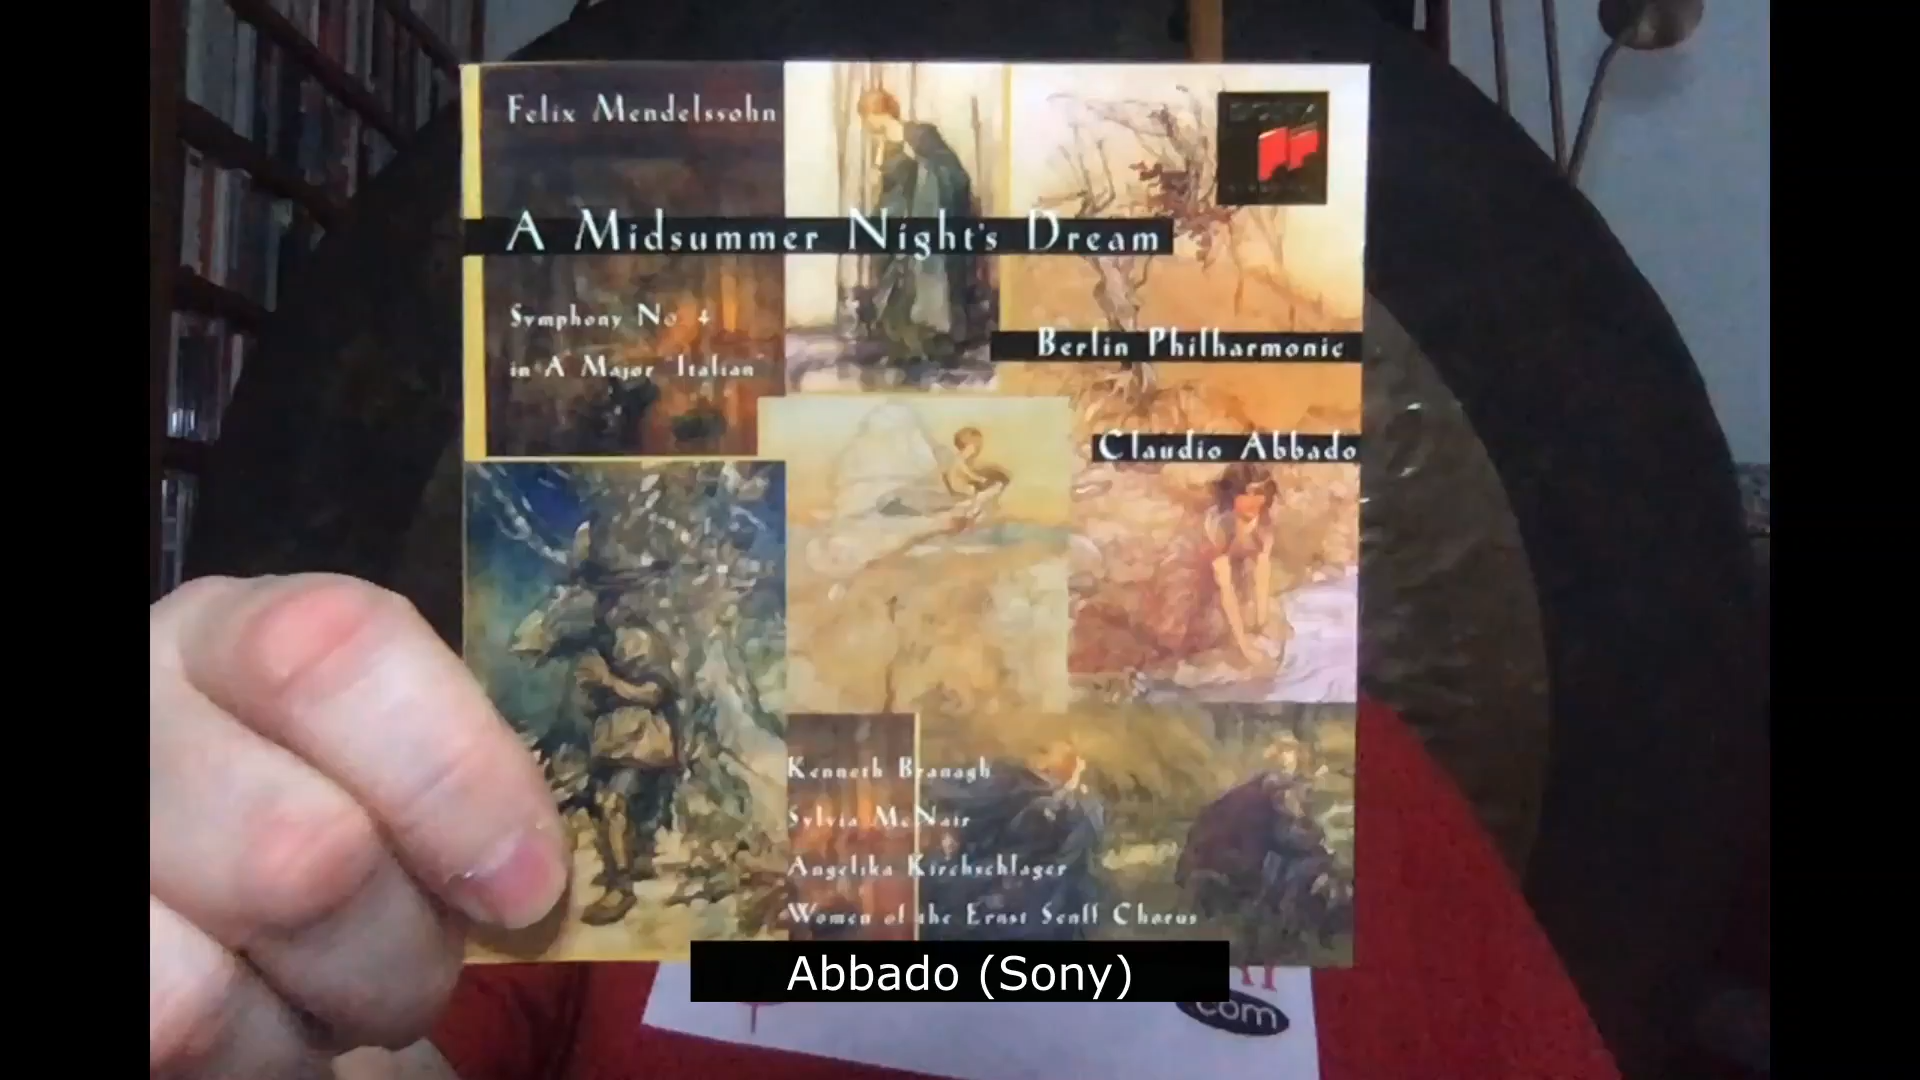 Felix Mendelssohn
A Midsummer Night's Dream
Symphony No. 4
in A Major "Italian"
Berlin Philharmonic
Claudio Abbado
Kenneth Branagh
Sylvia McNair
Angelika Kirchschlager
Women of the Ernst Senff Chorus
Abbado (Sony)
com